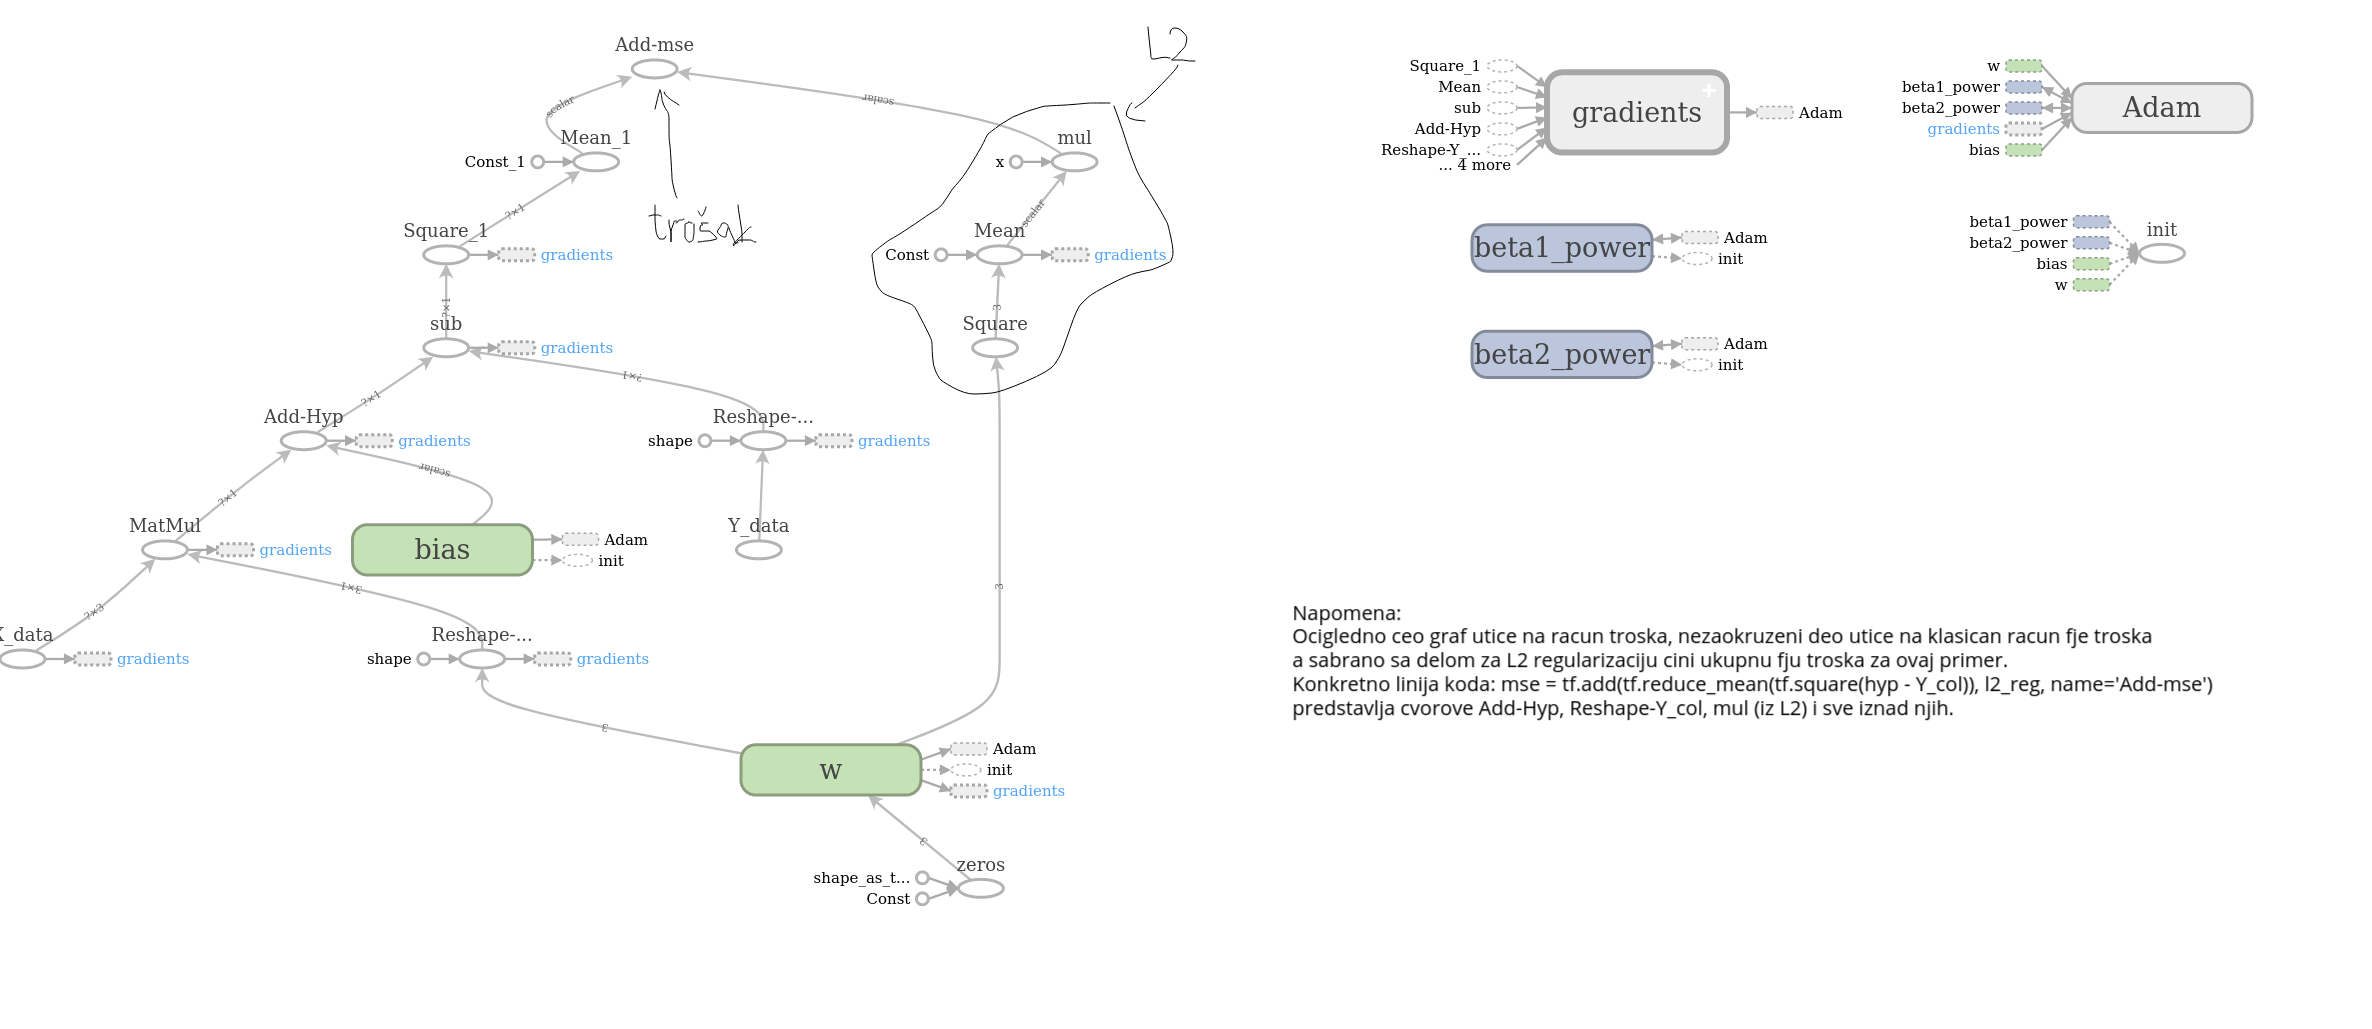 Add-mse
scalar
scalar
L2
trošak
Mean_1
Const_1
mul
x
?×1
scalar
Square_1
gradients
Mean
Const
gradients
?×1
3
sub
gradients
Square
?×1
?×1
Add-Hyp
gradients
Reshape-...
shape
gradients
scalar
?×1
MatMul
gradients
bias
Adam
init
Y_data
3×1
3
?×3
X_data
gradients
Reshape-...
shape
gradients
3
w
Adam
init
gradients
3
zeros
shape_as_t...
Const
Square_1
Mean
sub
Add-Hyp
Reshape-Y_...
... 4 more
gradients
+
Adam
w
beta1_power
beta2_power
gradients
bias
Adam
beta1_power
Adam
init
beta1_power
beta2_power
bias
w
init
beta2_power
Adam
init
Napomena:
Ocigledno ceo graf utice na racun troska, nezaokruzeni deo utice na klasican racun fje troska
a sabrano sa delom za L2 regularizaciju cini ukupnu fju troska za ovaj primer.
Konkretno linija koda: mse = tf.add(tf.reduce_mean(tf.square(hyp - Y_col)), l2_reg, name='Add-mse')
predstavlja cvorove Add-Hyp, Reshape-Y_col, mul (iz L2) i sve iznad njih.